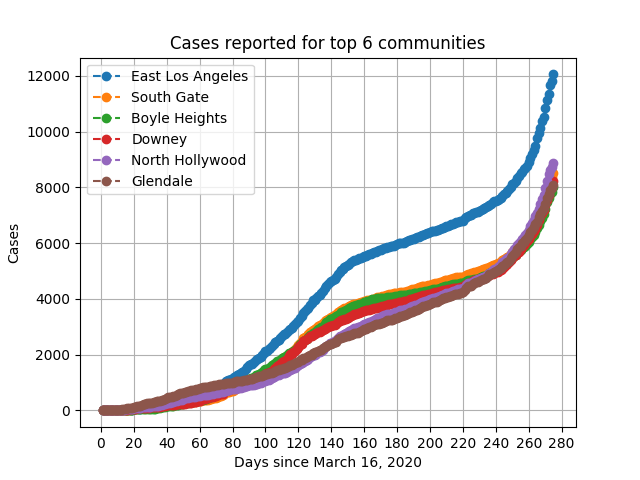 Cases reported for top 6 communities
East Los Angeles
South Gate
Boyle Heights
Downey
North Hollywood
Glendale
12000
10000
8000
6000
4000
2000
0
Cases
0 20 40 60 80 100 120 140 160 180 200 220 240 260 280
Days since March 16, 2020